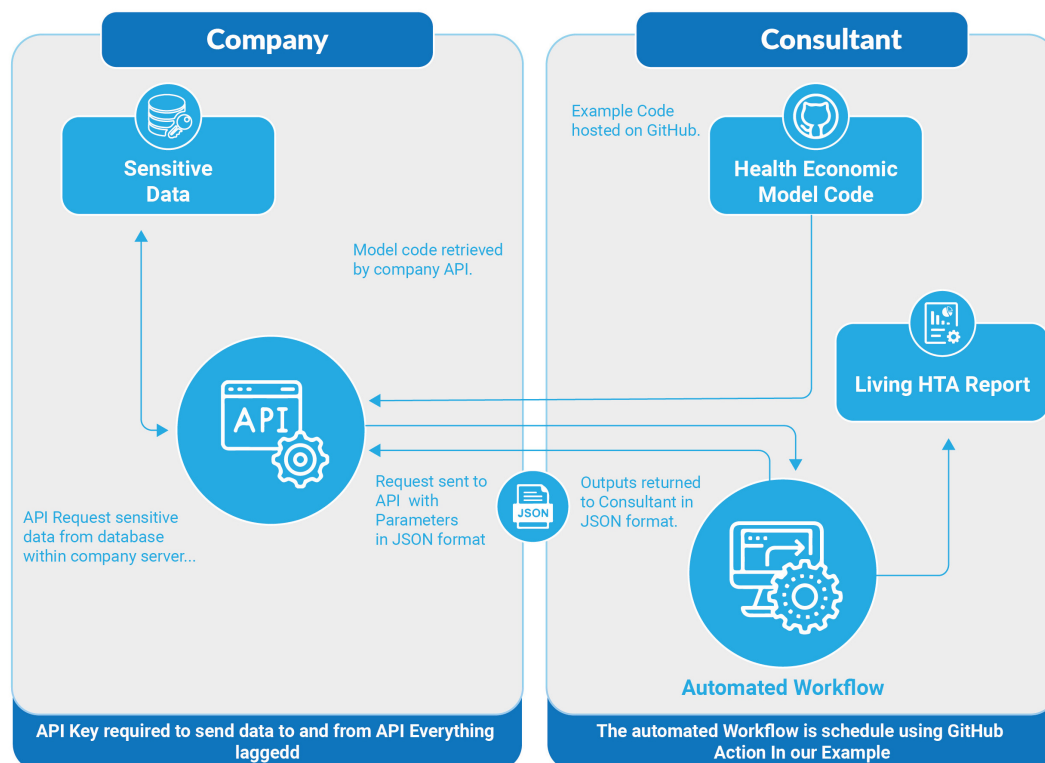 Company
Sensitive
Data
Model code retrieved
by company API.
API
API Request sensitive
data from database
within company server...
Request sent to
API with
Parameters
in JSON format
JSON
API Key required to send data to and from API Everything
laggedd
Consultant
Example Code
hosted on GitHub.
Health Economic
Model Code
Living HTA Report
Outputs returned
to Consultant in
JSON format.
Automated Workflow
The automated Workflow is schedule using GitHub
Action In our Example